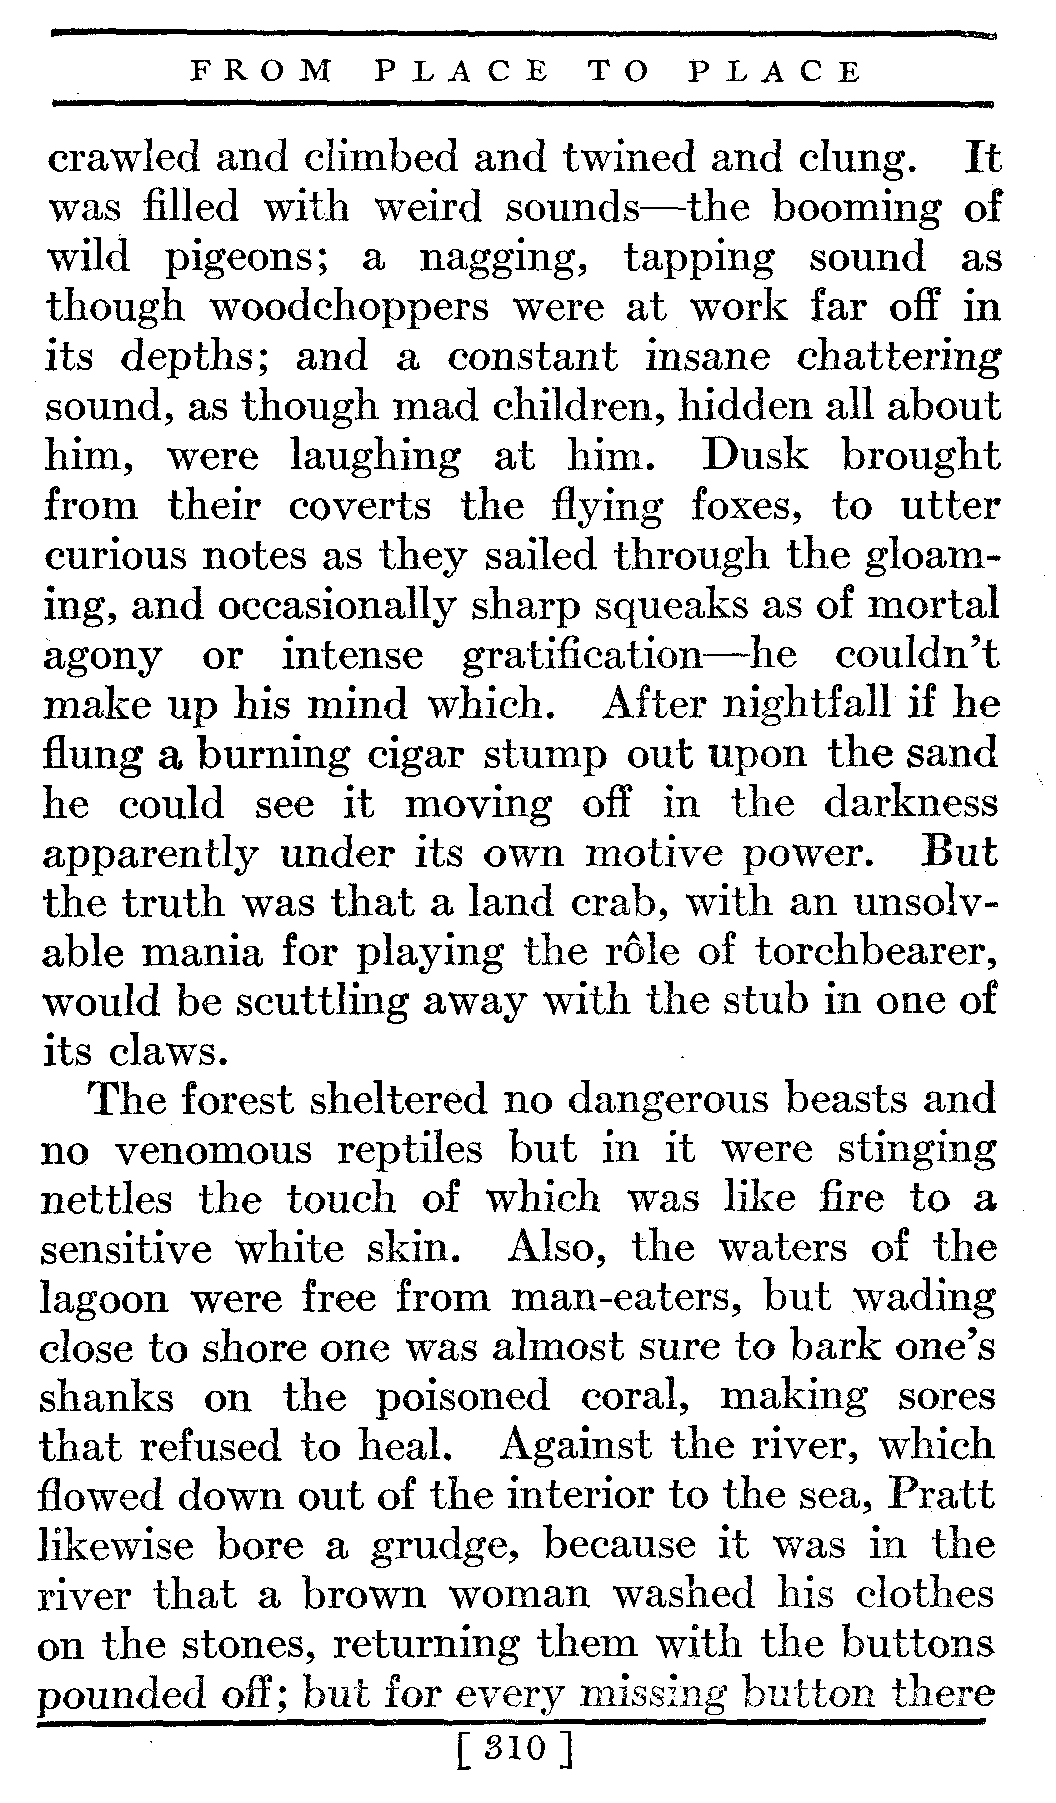 FROM PLACE TO PLACE
crawled and climbed and twined and clung. It
was filled with weird sounds—the booming of
wild pigeons; a nagging, tapping sound as
though woodchoppers were at work far off in
its depths; and a constant insane chattering
sound, as though mad children, hidden all about
him, were laughing at him. Dusk brought
from their coverts the flying foxes, to utter
curious notes as they sailed through the gloam-
ing, and occasionally sharp squeaks as of mortal
agony or intense gratification—he couldn't
make up his mind which. After nightfall if he
flung a burning cigar stump out upon the sand
he could see it moving off in the darkness
apparently under its own motive power. But
the truth was that a land crab, with an unsolv-
able mania for playing the rôle of torchbearer,
would be scuttling away with the stub in one of
its claws.
The forest sheltered no dangerous beasts and
no venomous reptiles but in it were stinging
nettles the touch of which was like fire to a
sensitive white skin. Also, the waters of the
lagoon were free from man-eaters, but wading
close to shore one was almost sure to bark one's
shanks on the poisoned coral, making sores
that refused to heal. Against the river, which
flowed down out of the interior to the sea, Pratt
likewise bore a grudge, because it was in the
river that a brown woman washed his clothes
on the stones, returning them with the buttons
pounded off; but for every missing button there
[ 310 ]